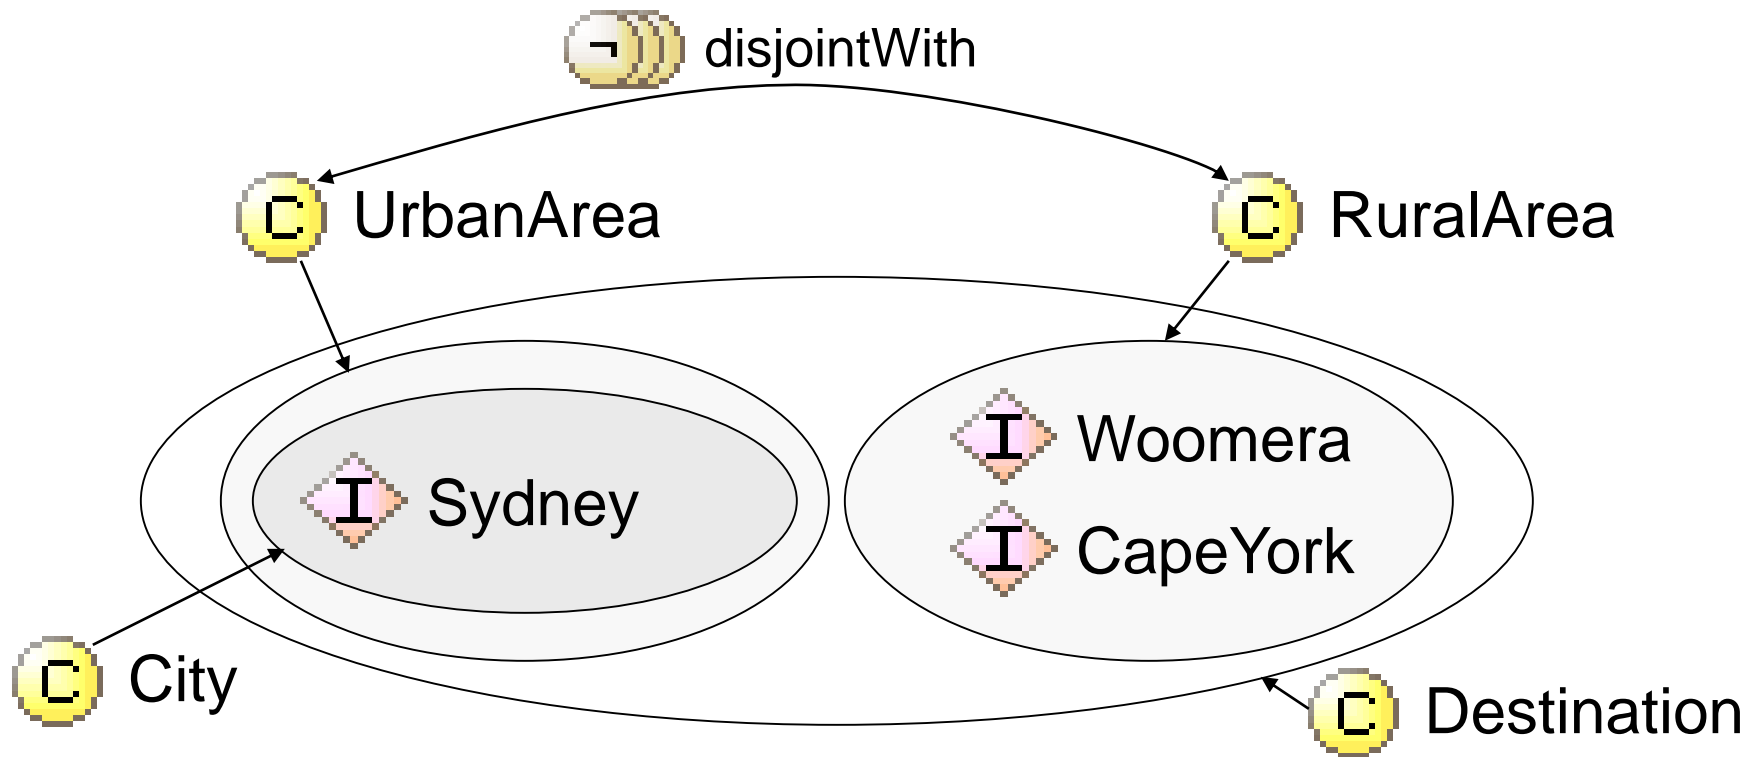 ¬ disjointWith
C UrbanArea
C RuralArea
I Sydney
I Woomera
I CapeYork
C City
C Destination